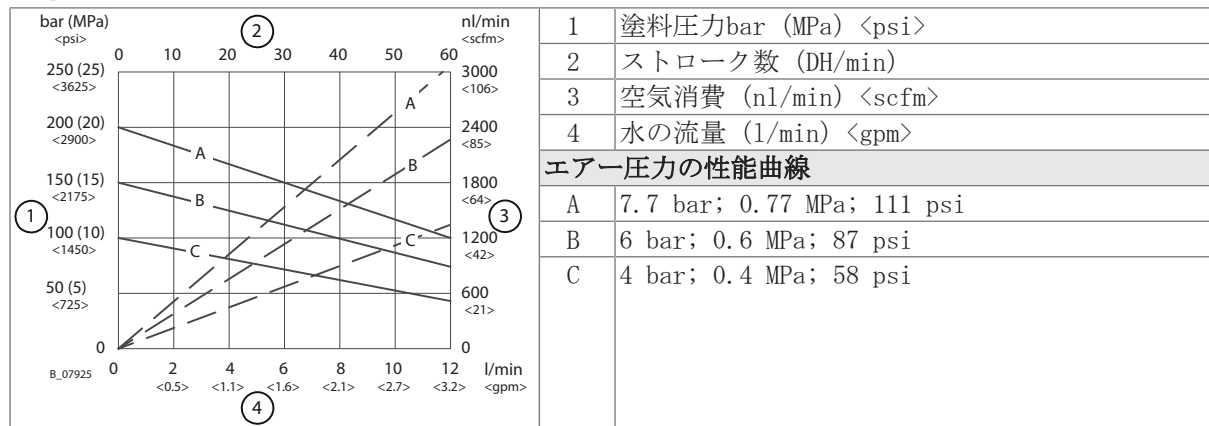 bar (MPa)
<psi>
2
nl/min
<scfm>
0 10 20 30 40 50 60
250 (25)
<3625>
3000
<106>
A
200 (20)
<2900>
2400
<85>
A
B
150 (15)
<2175>
1800
<64>
B
1
3
100 (10)
<1450>
1200
<42>
C
C
50 (5)
<725>
600
<21>
0
0
B_07925
0 2 4 6 8 10 12 l/min
<0.5> <1.1> <1.6> <2.1> <2.7> <3.2> <gpm>
4
1 塗料圧力bar (MPa) <psi>
2 ストローク数 (DH/min)
3 空気消費 (nl/min) <scfm>
4 水の流量 (l/min) <gpm>
エアー圧力の性能曲線
A 7.7 bar; 0.77 MPa; 111 psi
B 6 bar; 0.6 MPa; 87 psi
C 4 bar; 0.4 MPa; 58 psi